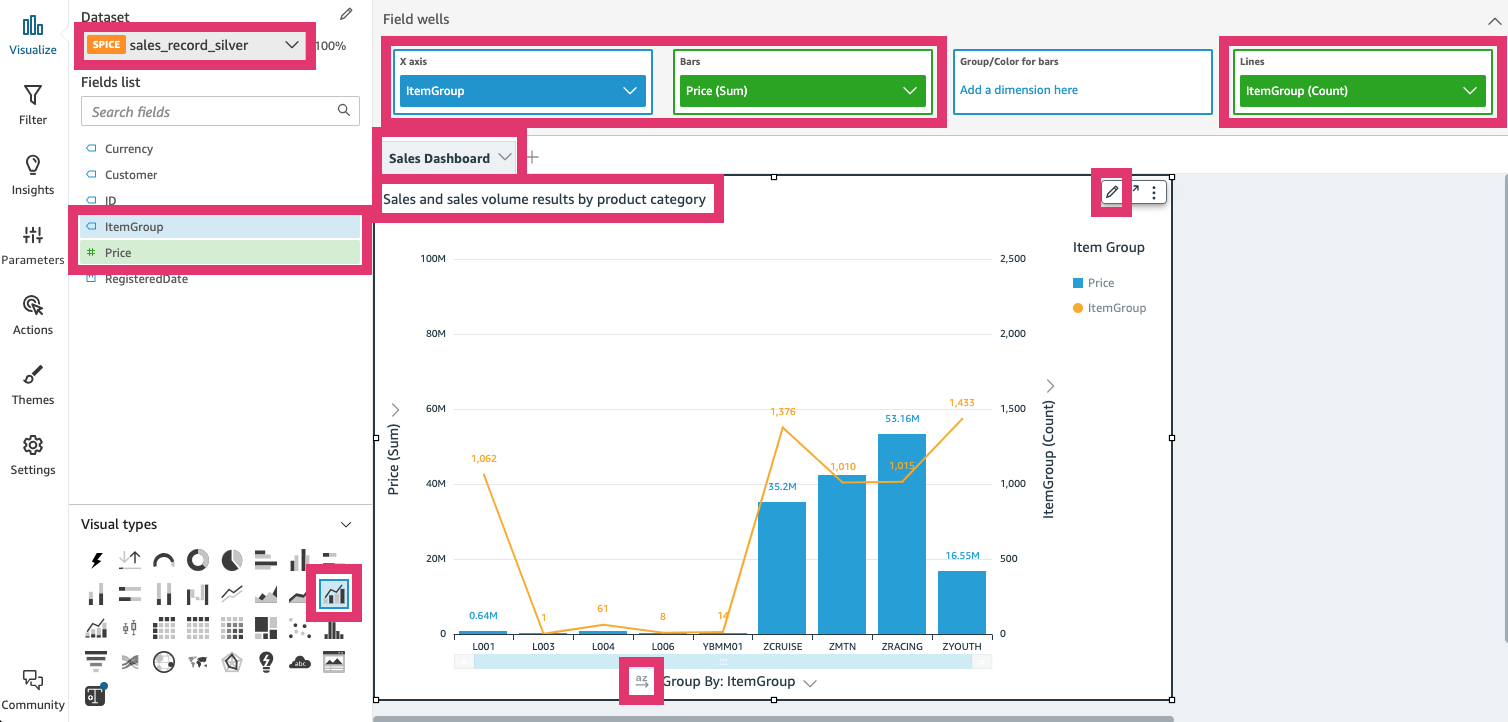 Visualize
Filter
Insights
Parameters
Actions
Themes
Settings
Community
Dataset
SPICE sales_record_silver
100%
Fields list
Search fields
Currency
Customer
ID
ItemGroup
# Price
RegisteredDate
Visual types
abc
Field wells
X axis
ItemGroup
Bars
Price (Sum)
Group/Color for bars
Add a dimension here
Lines
ItemGroup (Count)
Sales Dashboard
Sales and sales volume results by product category
Item Group
Price
ItemGroup
Price (Sum)
100M
80M
60M
40M
20M
0
2,500
2,000
1,500
1,000
500
0
ItemGroup (Count)
1,062
1
61
8
14
1,376
1,010
1,015
1,433
0.64M
35.2M
53.16M
16.55M
L001 L003 L004 L006 YBMM01 ZCRUISE ZMTN ZRACING ZYOUTH
az Group By: ItemGroup